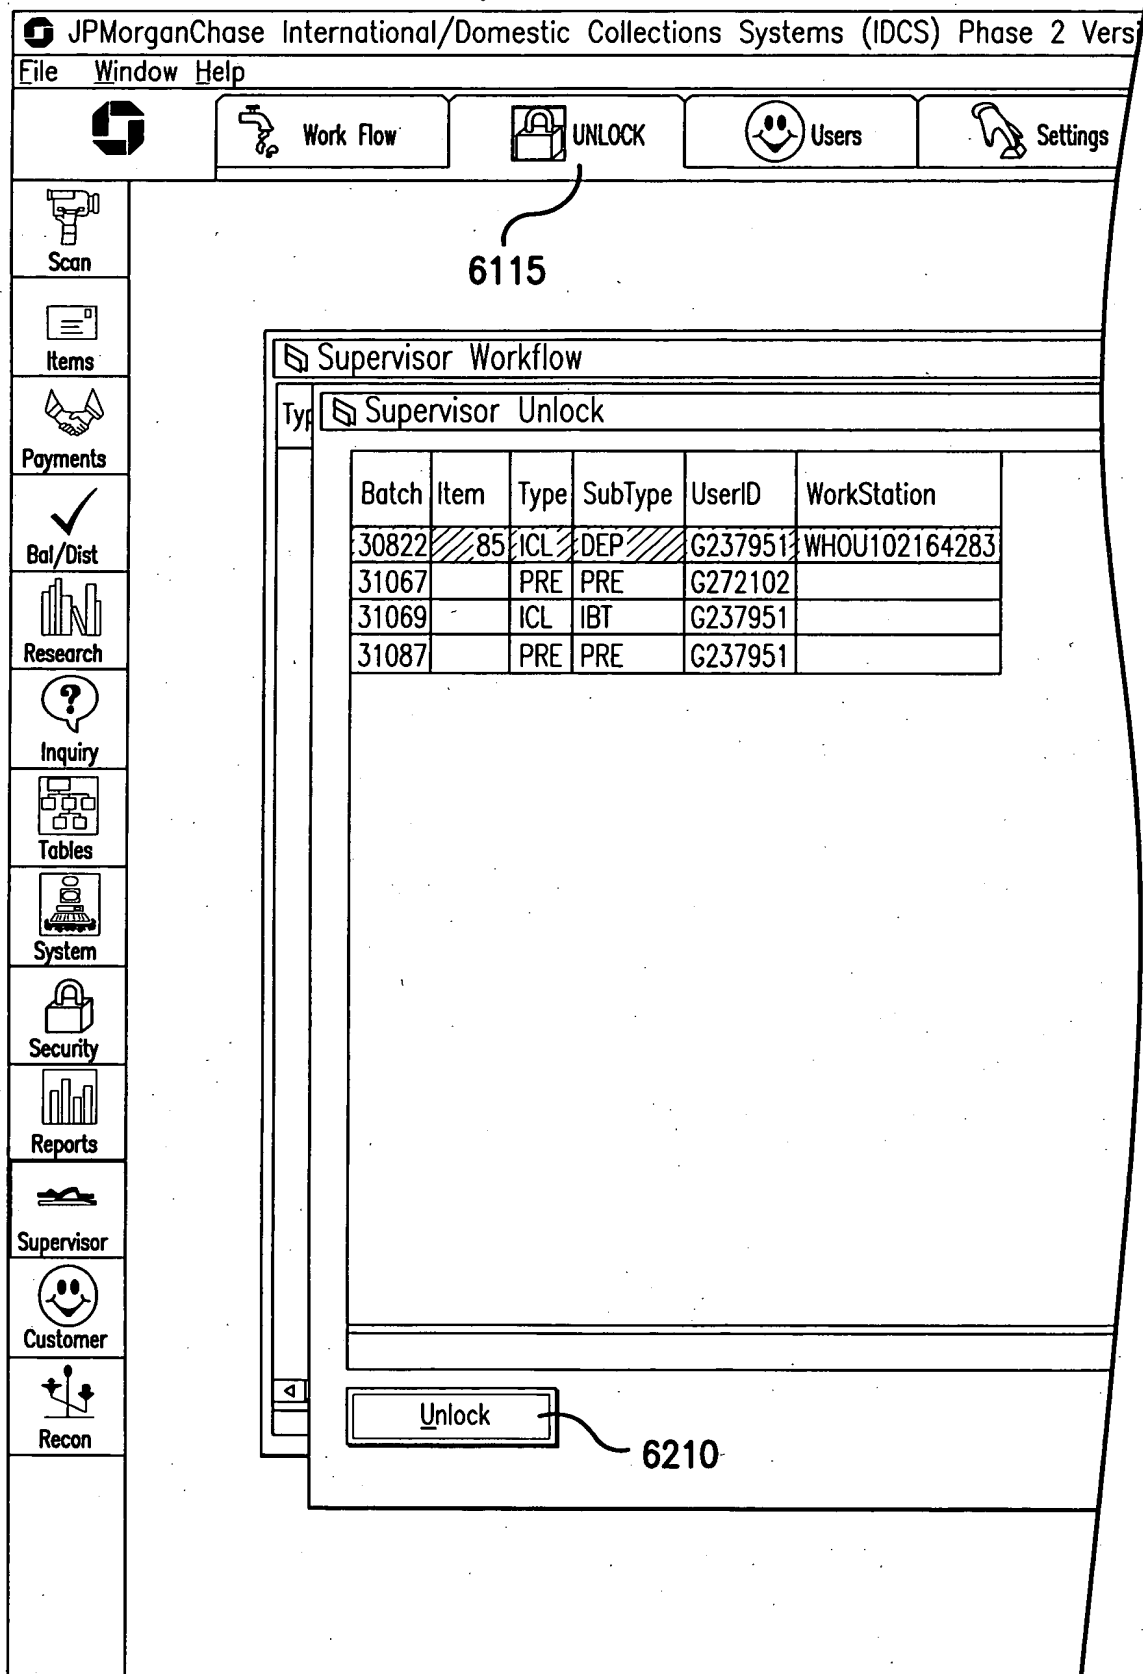 JPMorganChase International/Domestic Collections Systems (IDCS) Phase 2
File Window Help
Work Flow UNLOCK Users Settings
6115
Scan
Items
Payments
Bal/Dist
Research
Inquiry
Tables
System
Security
Reports
Supervisor
Customer
Recon
Supervisor Workflow
Supervisor Unlock
Batch Item Type SubType UserID WorkStation
30822 85 ICL DEP G237951 WHOU102164283
31067 PRE PRE G272102
31069 ICL IBT G237951
31087 PRE PRE G237951
Unlock
6210